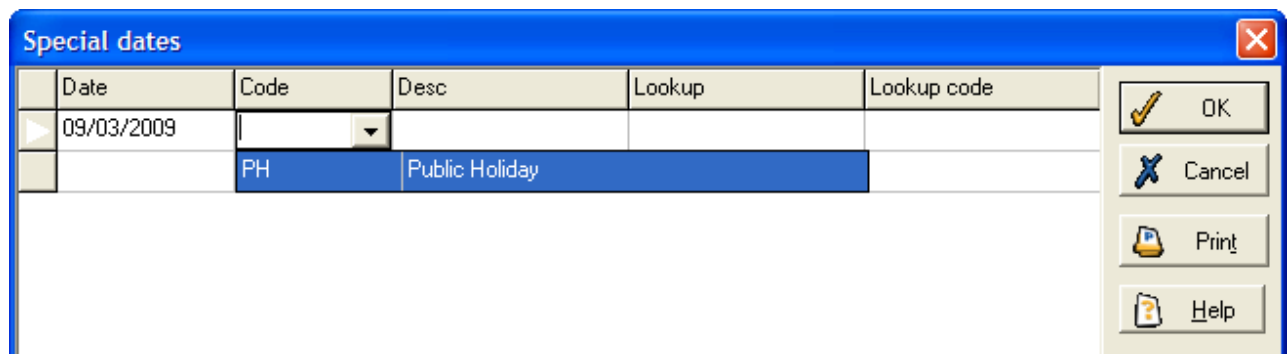 Special dates
Date Code Desc Lookup Lookup code
09/03/2009
PH Public Holiday
OK
Cancel
Print
Help